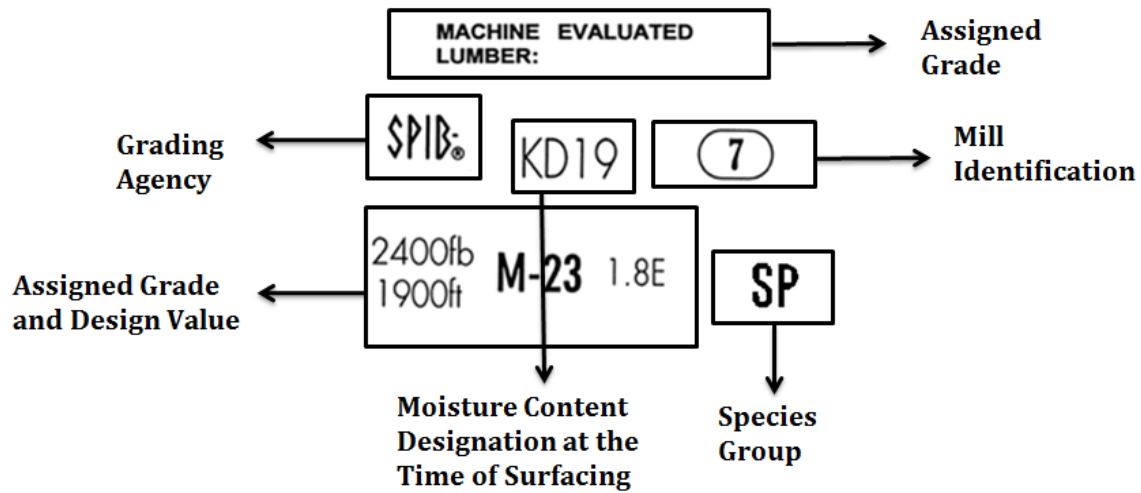 MACHINE EVALUATED
LUMBER:
Assigned
Grade
SPIB®
KD19
7
Grading
Agency
Mill
Identification
2400fb
1900ft
M-23
1.8E
SP
Assigned Grade
and Design Value
Moisture Content
Designation at the
Time of Surfacing
Species
Group